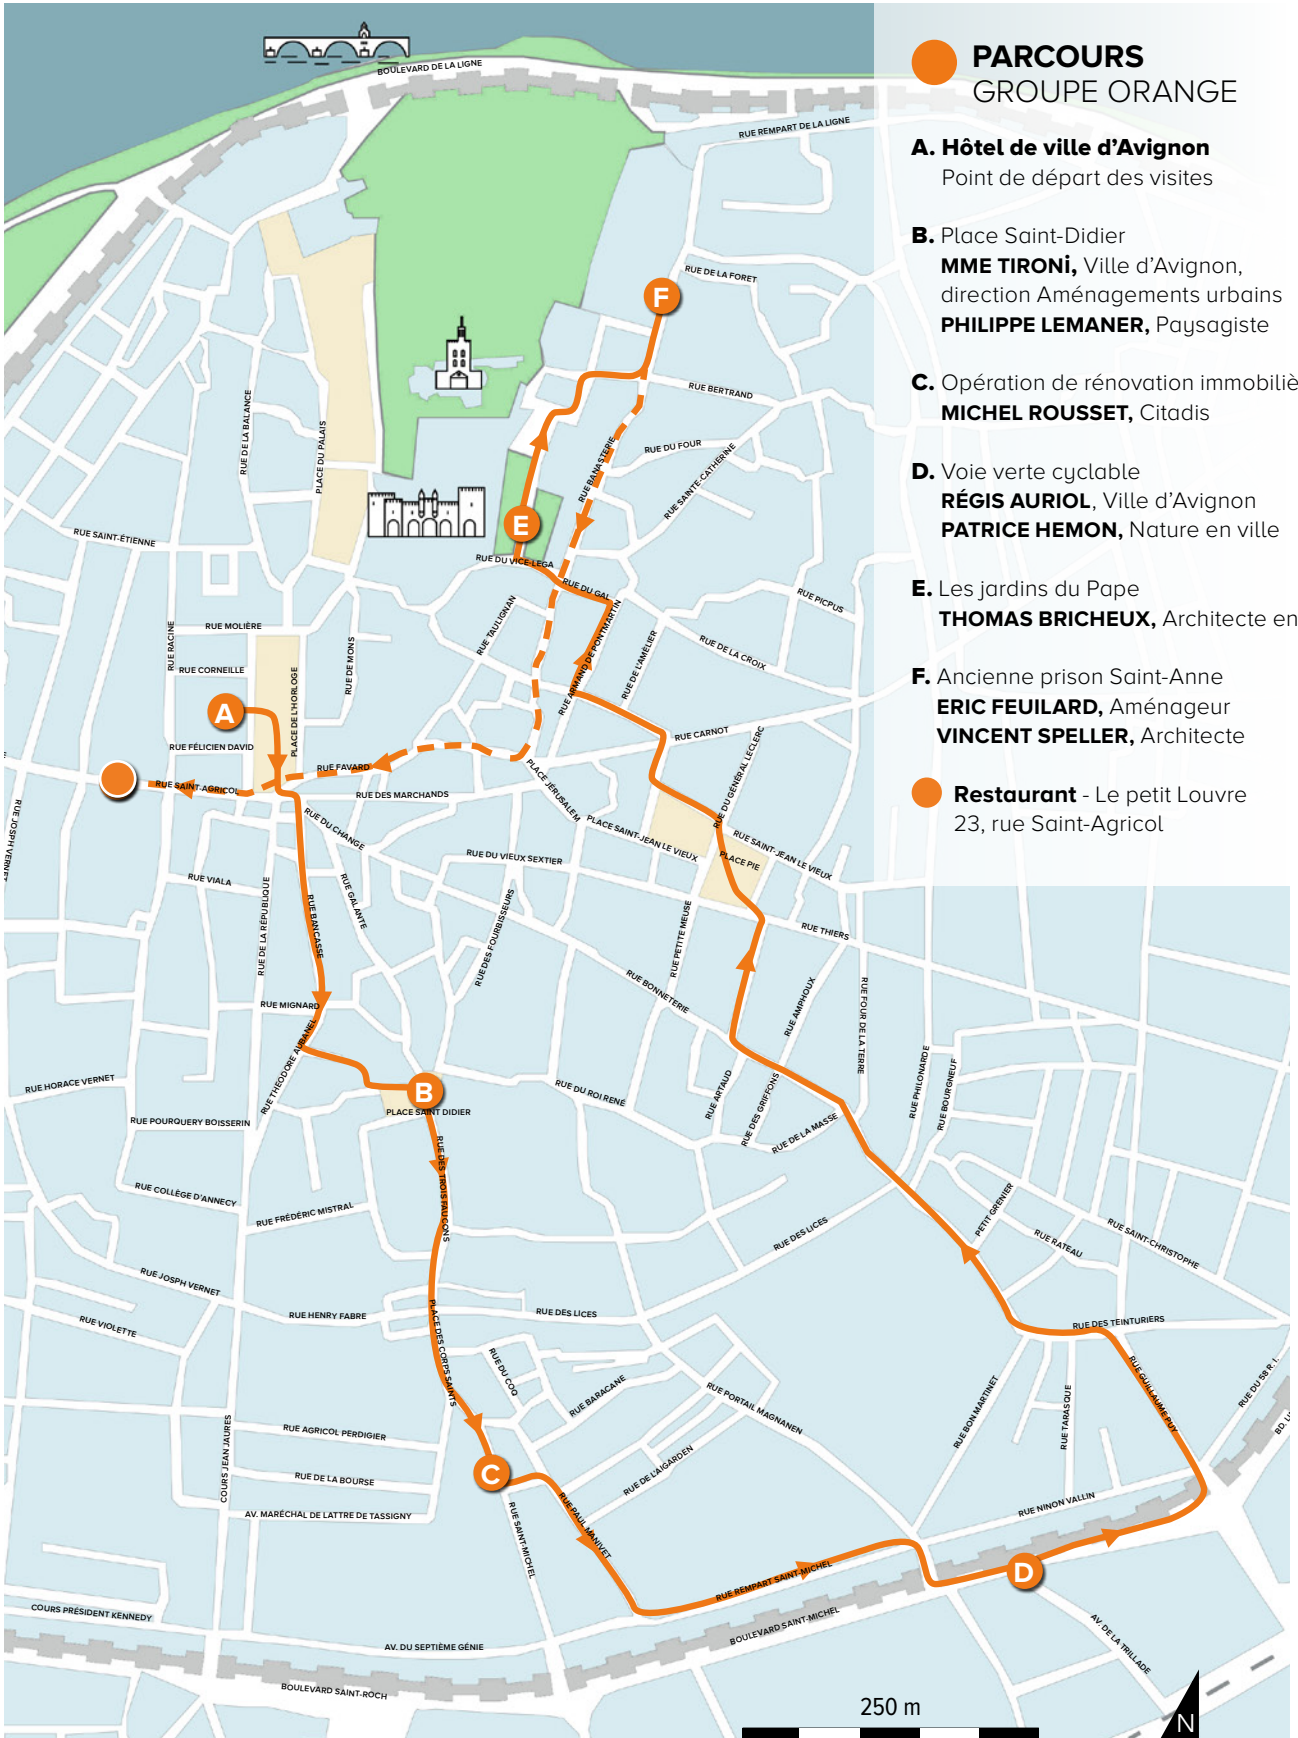 PARCOURS
GROUPE ORANGE
A. Hôtel de ville d'Avignon
Point de départ des visites
B. Place Saint-Didier
MME TIRONi, Ville d'Avignon,
direction Aménagements urbains
PHILIPPE LEMANER, Paysagiste
C. Opération de rénovation immobiliè
MICHEL ROUSSET, Citadis
D. Voie verte cyclable
RÉGIS AURIOL, Ville d'Avignon
PATRICE HEMON, Nature en ville
E. Les jardins du Pape
THOMAS BRICHEUX, Architecte en
F. Ancienne prison Saint-Anne
ERIC FEUILARD, Aménageur
VINCENT SPELLER, Architecte
Restaurant - Le petit Louvre
23, rue Saint-Agricol
BOULEVARD DE LA LIGNE
RUE REMPART DE LA LIGNE
RUE DE LA FORET
F
RUE BERTRAND
RUE DE LA BALANCE
PLACE DU PALAIS
RUE DU FOUR
RUE BANASTERIE
RUE SAINTE-CATHERINE
E
RUE SAINT-ÉTIENNE
RUE DU VICE-LEGA
RUE DU GAL
RUE PICPUS
RUE TAULIGNAN
RUE ARMAND DE PONTMARTIN
RUE DE L'AMELIER
RUE DE LA CROIX
RUE MOLIÈRE
RUE RACINE
RUE CORNEILLE
RUE DE MONS
PLACE DE L'HORLOGE
A
RUE FÉLICIEN DAVID
RUE CARNOT
RUE DU GÉNÉRAL LECLERC
RUE FAVARD
RUE SAINT-AGRICOL
RUE DES MARCHANDS
PLACE JÉRUSALEM
RUE JOSPH VERNET
RUE DU CHANGE
PLACE SAINT-JEAN LE VIEUX
RUE SAINT-JEAN LE VIEUX
PLACE PIE
RUE DU VIEUX SEXTIER
RUE VIALA
RUE GALANTE
RUE DE LA RÉPUBLIQUE
RUE BANCASSE
RUE DES FOURBISSEURS
RUE PETITE MEUSE
RUE THIERS
RUE BONNETERIE
RUE AMPHOUX
RUE FOUR DE LA TERRE
RUE MIGNARD
RUE THEODORE AUBANEL
RUE HORACE VERNET
B
PLACE SAINT DIDIER
RUE DU ROI RENÉ
RUE ARTAUD
RUE DES GRIFFONS
RUE DE LA MASSE
RUE PHILONARDE
RUE BOURGNEUF
RUE POURQUERY BOISSERIN
RUE DES TROIS FAUCONS
RUE COLLÈGE D'ANNECY
RUE FRÉDÉRIC MISTRAL
RUE DES LICES
PETIT GRENIER
RUE RATEAU
RUE SAINT-CHRISTOPHE
RUE JOSPH VERNET
RUE HENRY FABRE
RUE DES LICES
RUE VIOLETTE
PLACE DES CORPS SAINTS
RUE DES TEINTURIERS
RUE GUILLAUME PUY
RUE DU COQ
RUE BARACANE
RUE PORTAIL MAGNANEN
RUE BON MARTINET
RUE TARASQUE
RUE DU 58 R. I.
COURS JEAN JAURES
RUE AGRICOL PERDIGIER
RUE DE LA BOURSE
AV. MARÉCHAL DE LATTRE DE TASSIGNY
C
RUE DE L'AIGARDEN
RUE PAUL MANIVET
RUE SAINT-MICHEL
RUE NINON VALLIN
D
RUE REMPART SAINT-MICHEL
BOULEVARD SAINT-MICHEL
COURS PRÉSIDENT KENNEDY
AV. DU SEPTIÈME GÉNIE
AV. DE LA TRILLADE
BOULEVARD SAINT-ROCH
250 m
N